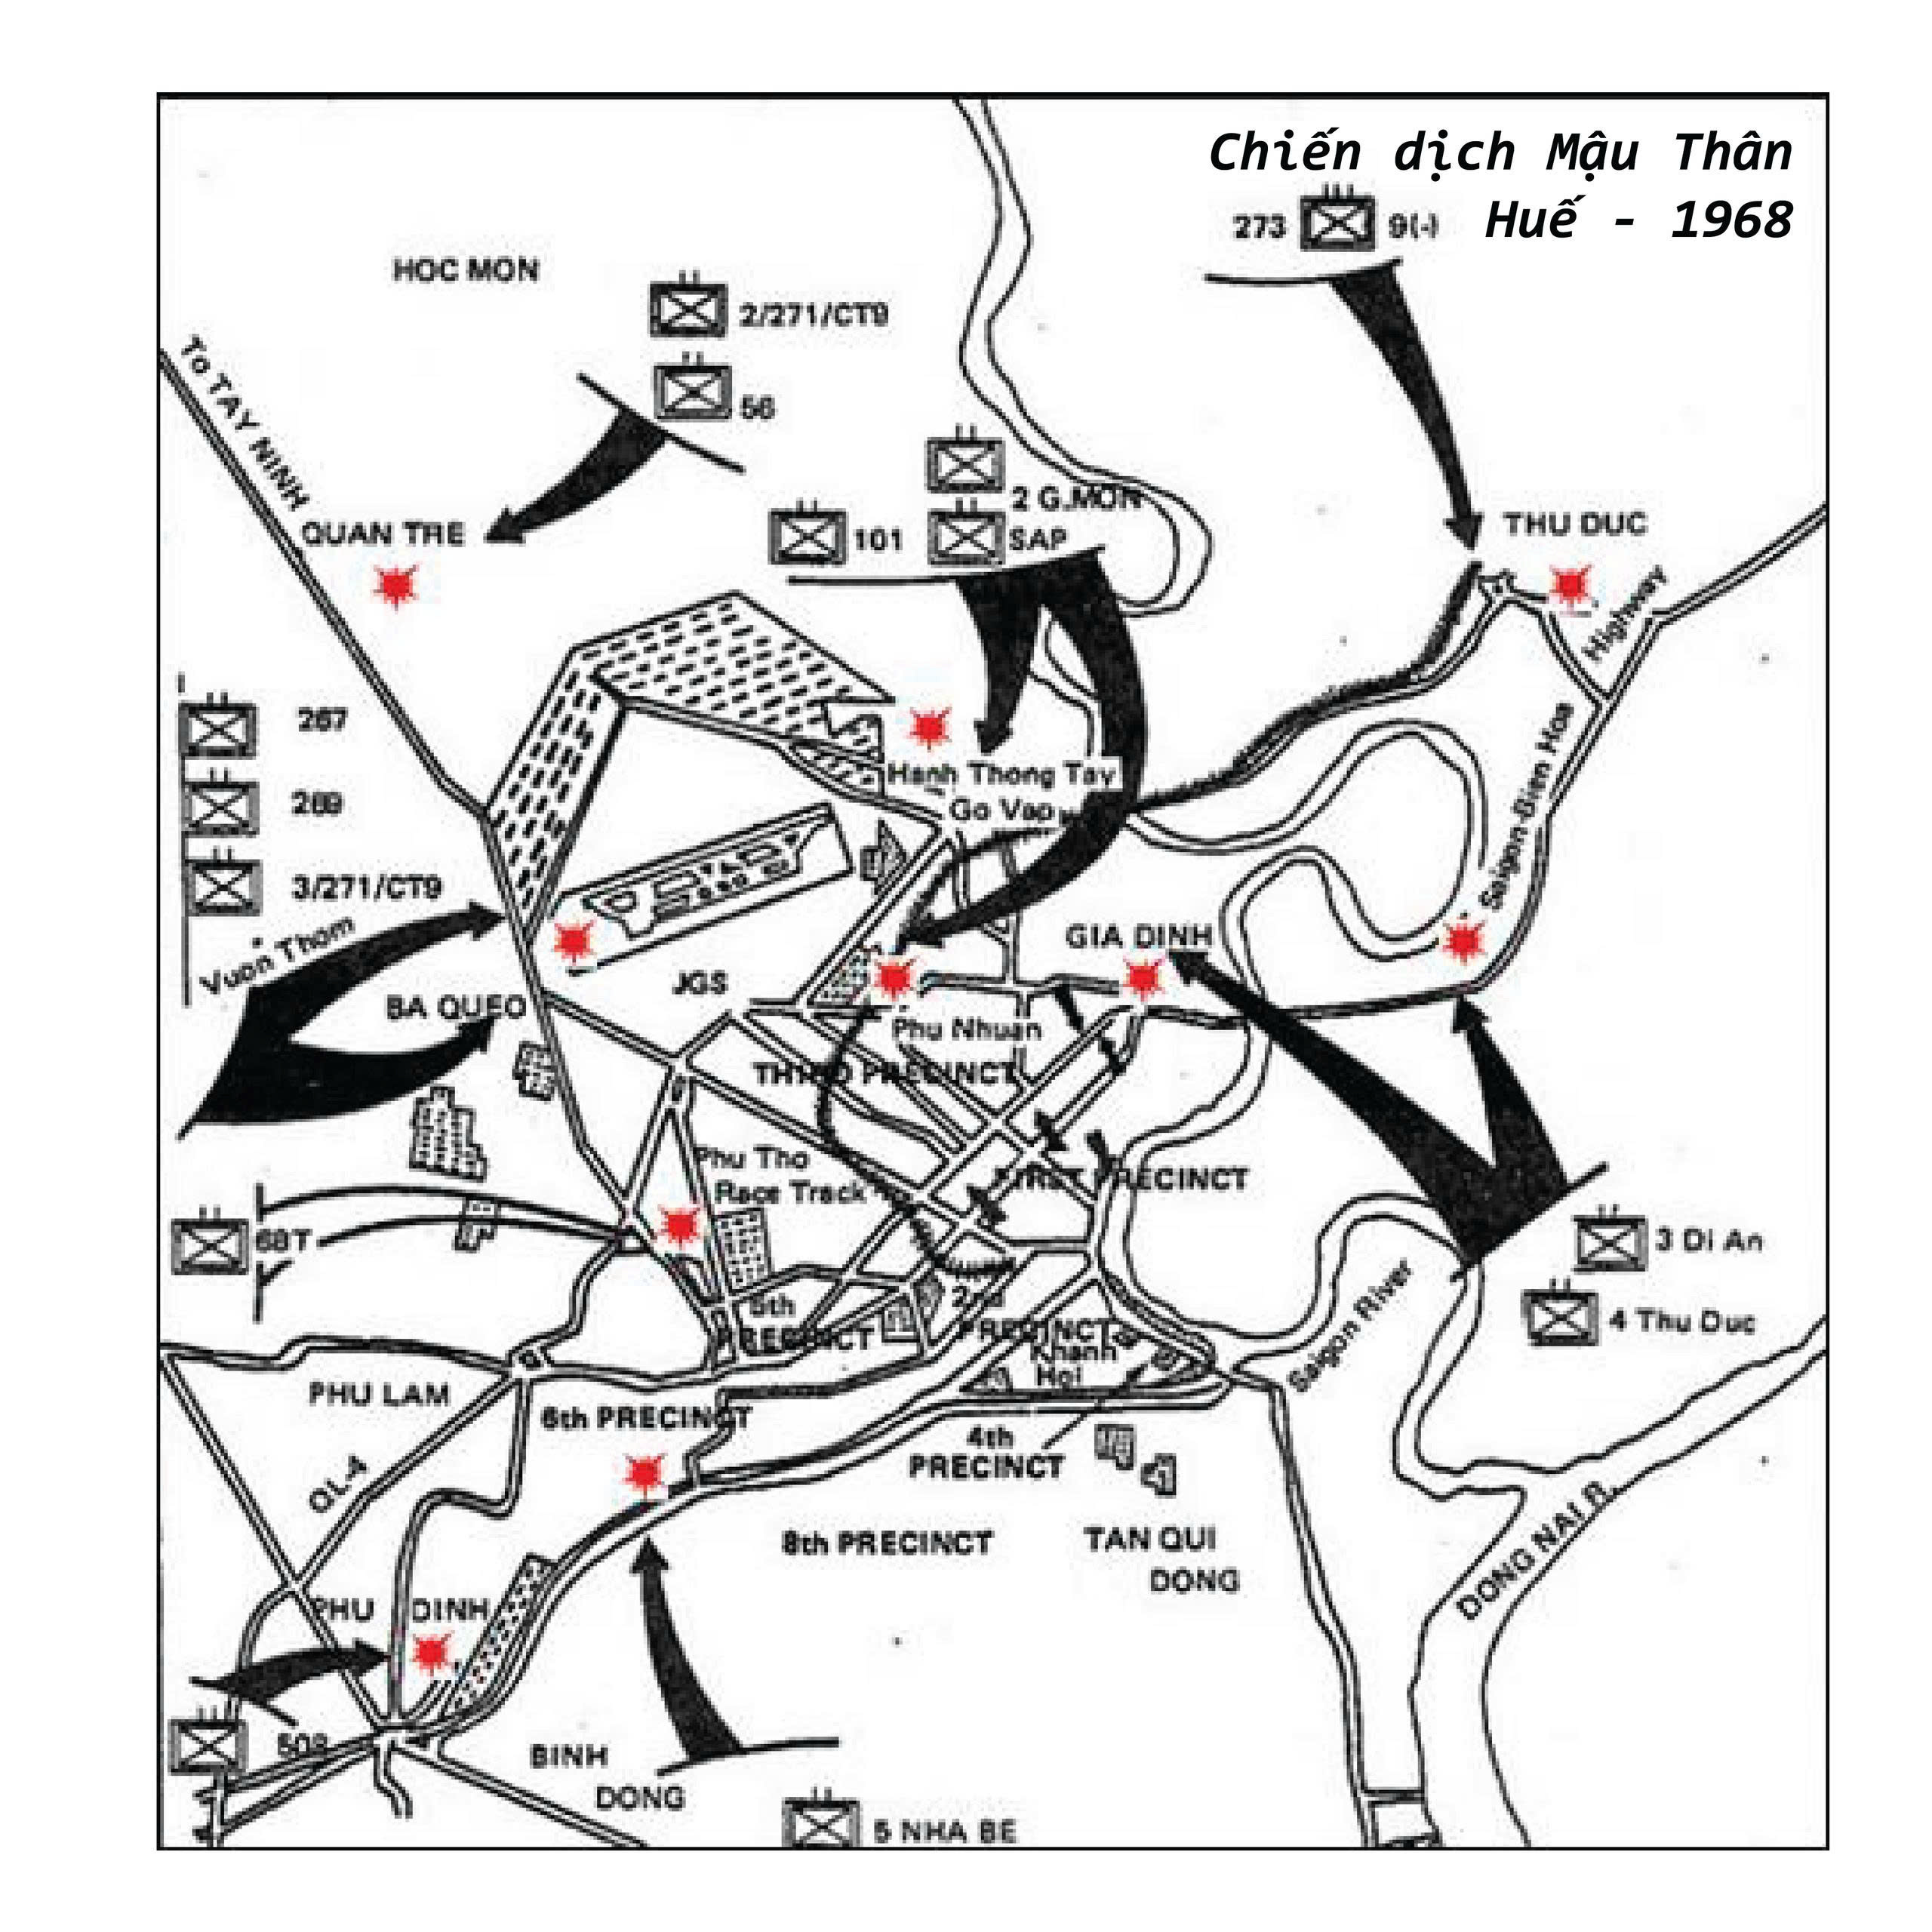 Chiến dịch Mậu Thân
Huế - 1968
273
9(-)
HOC MON
2/271/CT9
56
To TAY NINH
2 G.MON
QUAN TRE
101
SAP
THU DUC
Highway
267
269
Hanh Thong Tay
Go Vap
Saigon-Bien Hoa
3/271/CT9
Vuon Thom
GIA DINH
JGS
BA QUEO
Phu Nhuan
THIRD PRECINCT
Phu Tho
Race Track
FIRST PRECINCT
6BT
3 Di An
5th
PRECINCT
2nd
PRECINCT
Khanh
Hoi
Saigon River
4 Thu Duc
PHU LAM
6th PRECINCT
4th
PRECINCT
QL-4
8th PRECINCT
TAN QUI
DONG
DONG NAI R.
PHU DINH
508
BINH
DONG
5 NHA BE